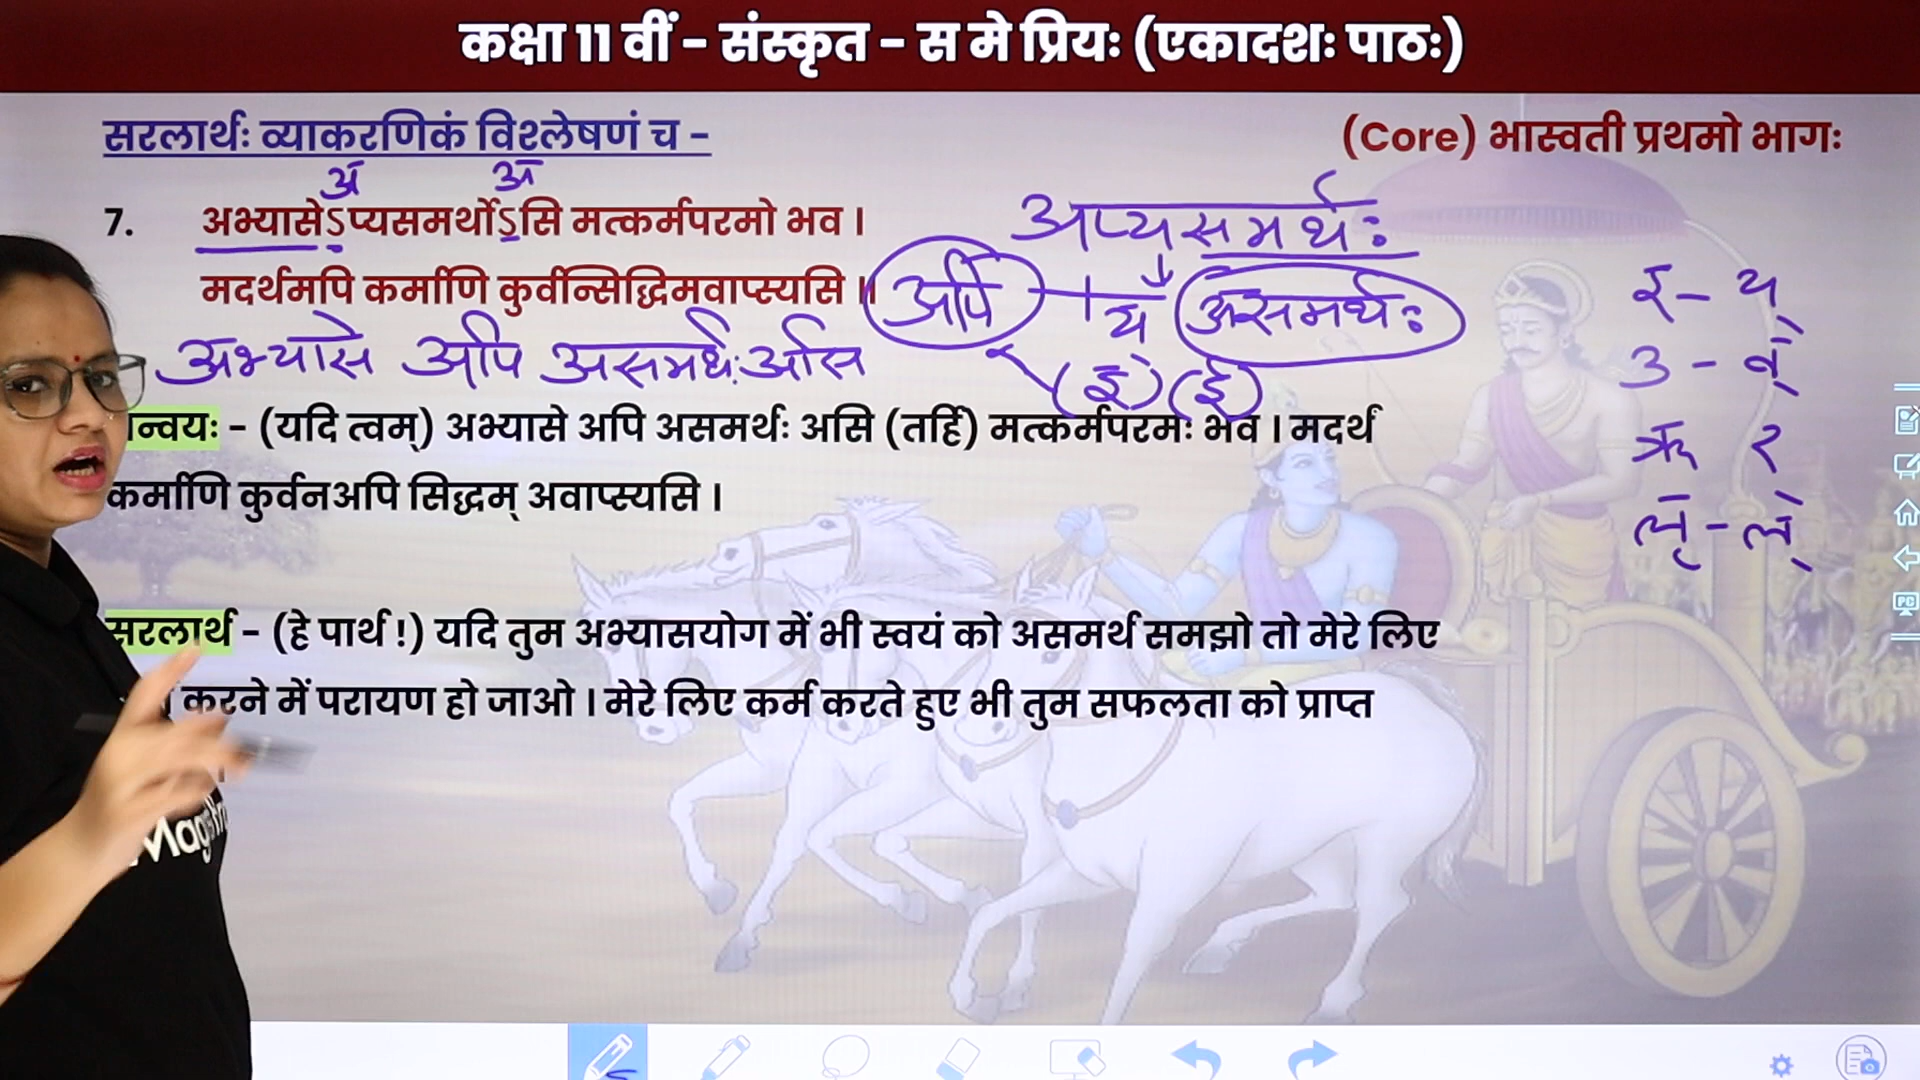 कक्षा 11 वीं - संस्कृत - स मे प्रियः (एकादशः पाठः)
सरलार्थः व्याकरणिकं विश्लेषणं च -
(Core) भास्वती प्रथमो भागः
अ अ
7. अभ्यासेऽप्यसमर्थोऽसि मत्कर्मपरमो भव ।
मदर्थमपि कर्माणि कुर्वन्सिद्धिमवाप्स्यसि ॥
अप्यसमर्थः
अपि + य असमर्थः
(इ) (ई)
अभ्यासे अपि असमर्थः असि
इ - य्
उ - व्
ऋ र
लृ - ल्
न्वयः - (यदि त्वम्) अभ्यासे अपि असमर्थः असि (तर्हि) मत्कर्मपरमः भव । मदर्थं
कर्माणि कुर्वनअपि सिद्धम् अवाप्स्यसि ।
सरलार्थ - (हे पार्थ !) यदि तुम अभ्यासयोग में भी स्वयं को असमर्थ समझो तो मेरे लिए
करने में परायण हो जाओ । मेरे लिए कर्म करते हुए भी तुम सफलता को प्राप्त
।
Mag
PC